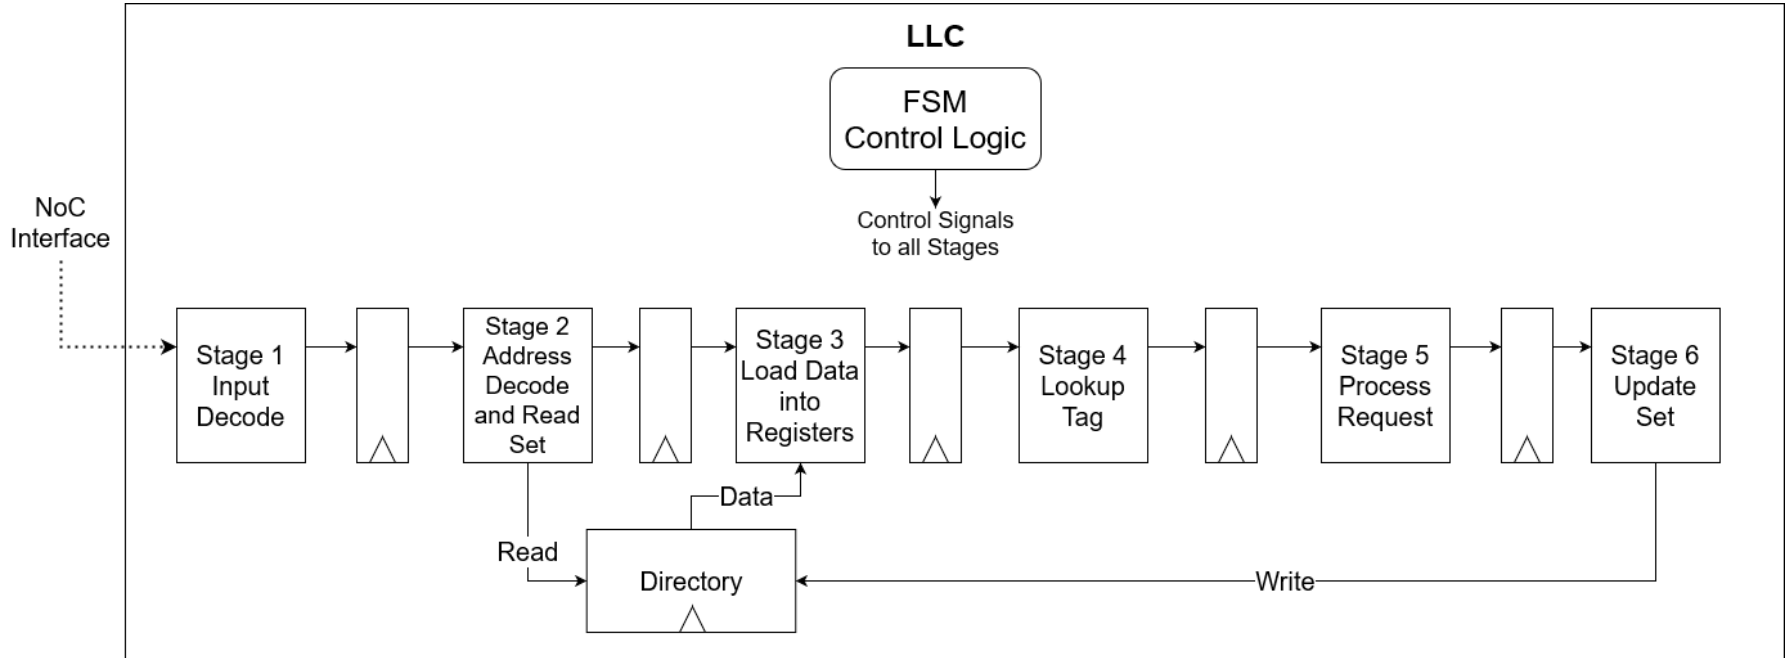 LLC
FSM
Control Logic
Control Signals
to all Stages
NoC
Interface
Stage 1
Input
Decode
Stage 2
Address
Decode
and Read
Set
Stage 3
Load Data
into
Registers
Stage 4
Lookup
Tag
Stage 5
Process
Request
Stage 6
Update
Set
Data
Read
Directory
Write